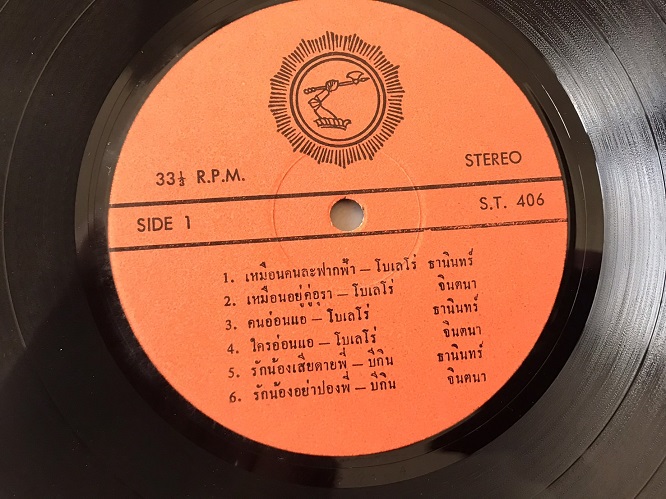 33⅓ R.P.M.
STEREO
SIDE 1
S.T. 406
1. เหมือนคนละฟากฟ้า – โบเลโร่ ธานินทร์
2. เหมือนอยู่คู่อุรา – โบเลโร่ จินตนา
3. คนอ่อนแอ – โบเลโร่ ธานินทร์
4. ใครอ่อนแอ – โบเลโร่ จินตนา
5. รักน้องเสียดายพี่ – บีกิน ธานินทร์
6. รักน้องอย่าปองพี่ – บีกิน จินตนา